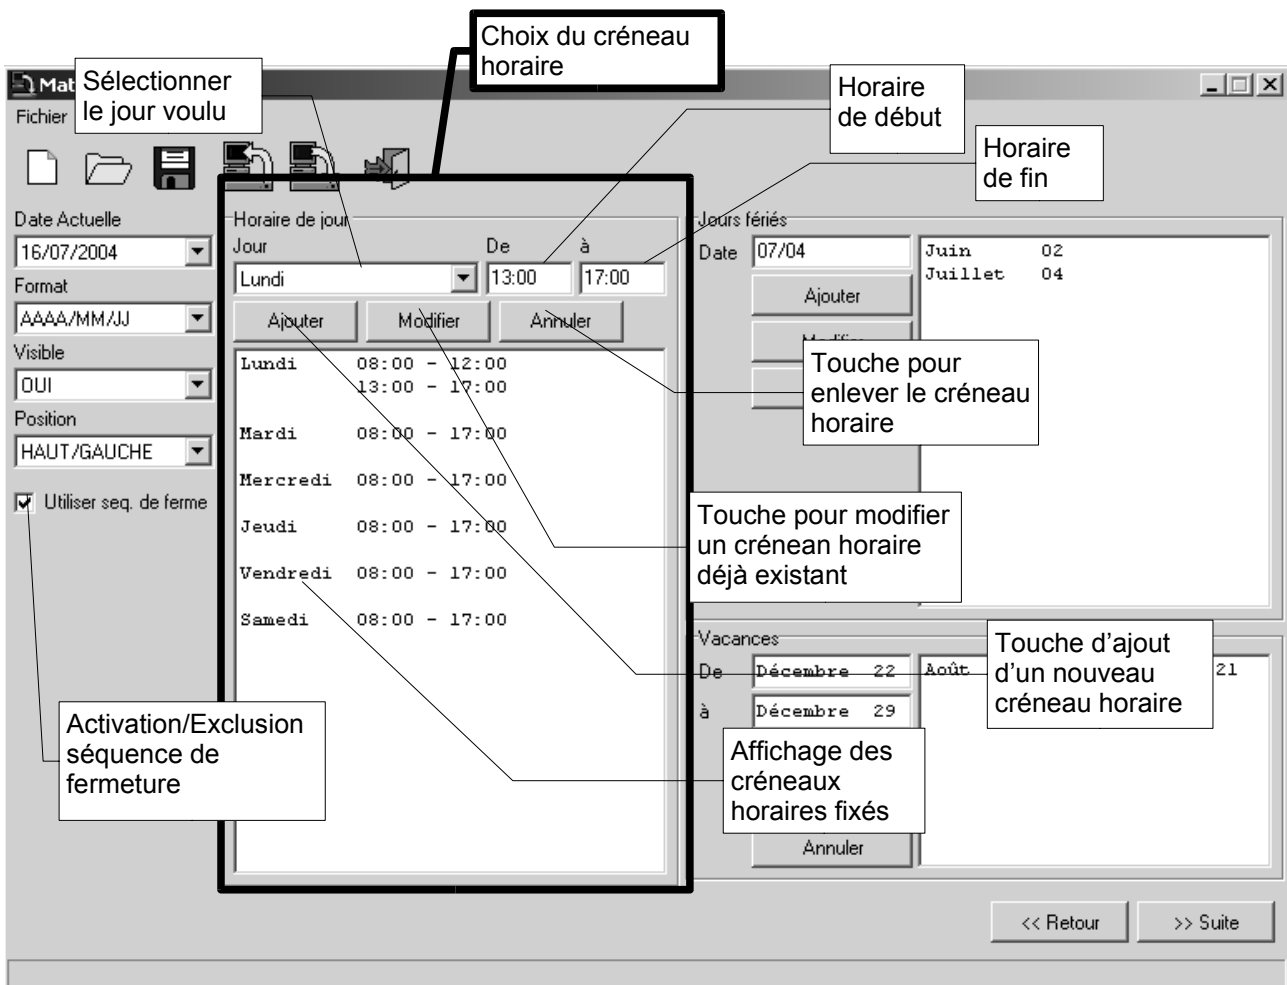 Choix du créneau
horaire
Sélectionner
le jour voulu
Horaire
de début
Horaire
de fin
Mat
Fichier
Date Actuelle
16/07/2004
Format
AAAA/MM/JJ
Visible
OUI
Position
HAUT/GAUCHE
Utiliser seq. de ferme
Activation/Exclusion
séquence de
fermeture
Horaire de jour
Jour De à
Lundi 13:00 17:00
Ajouter Modifier Annuler
Lundi 08:00 - 12:00
13:00 - 17:00
Mardi 08:00 - 17:00
Mercredi 08:00 - 17:00
Jeudi 08:00 - 17:00
Vendredi 08:00 - 17:00
Samedi 08:00 - 17:00
Jours fériés
Date 07/04
Ajouter
Modifier
Juin 02
Juillet 04
Touche pour
enlever le créneau
horaire
Touche pour modifier
un crénean horaire
déjà existant
Vacances
De Décembre 22
à Décembre 29
Août 21
Touche d'ajout
d'un nouveau
créneau horaire
Affichage des
créneaux
horaires fixés
Annuler
<< Retour >> Suite